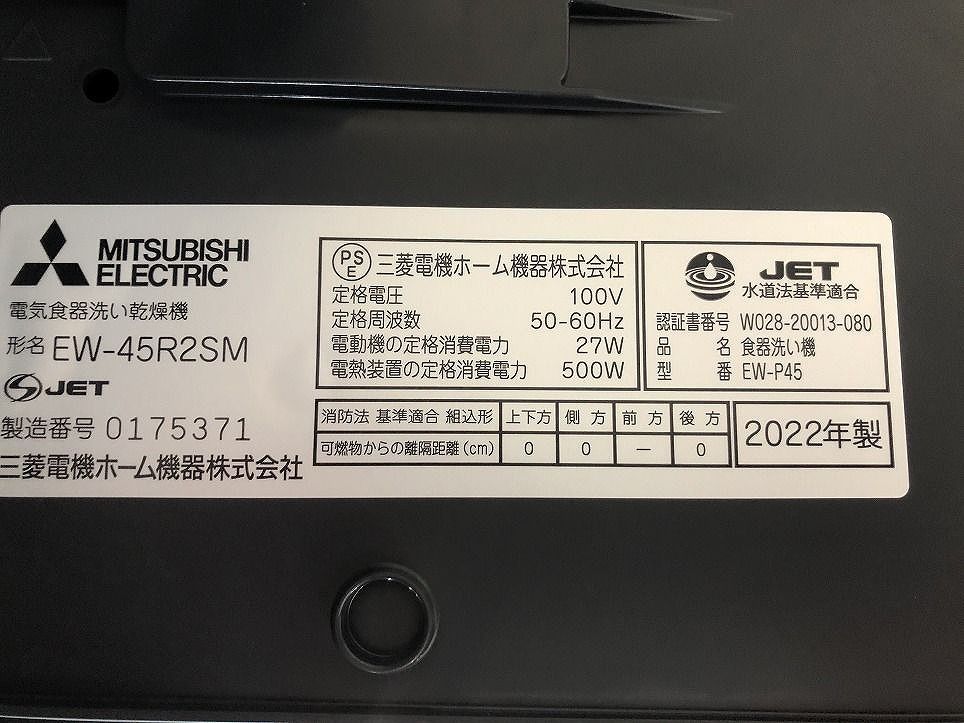 MITSUBISHI
ELECTRIC
電気食器洗い乾燥機
形名 EW-45R2SM
S JET
製造番号 0175371
三菱電機ホーム機器株式会社
PS
E
三菱電機ホーム機器株式会社
定格電圧 100V
定格周波数 50-60Hz
電動機の定格消費電力 27W
電熱装置の定格消費電力 500W
JET
水道法基準適合
認証書番号 W028-20013-080
品 名 食器洗い機
型 番 EW-P45
消防法 基準適合 組込形 上下方 側 方 前 方 後 方
可燃物からの離隔距離(cm) 0 0 － 0
2022年製